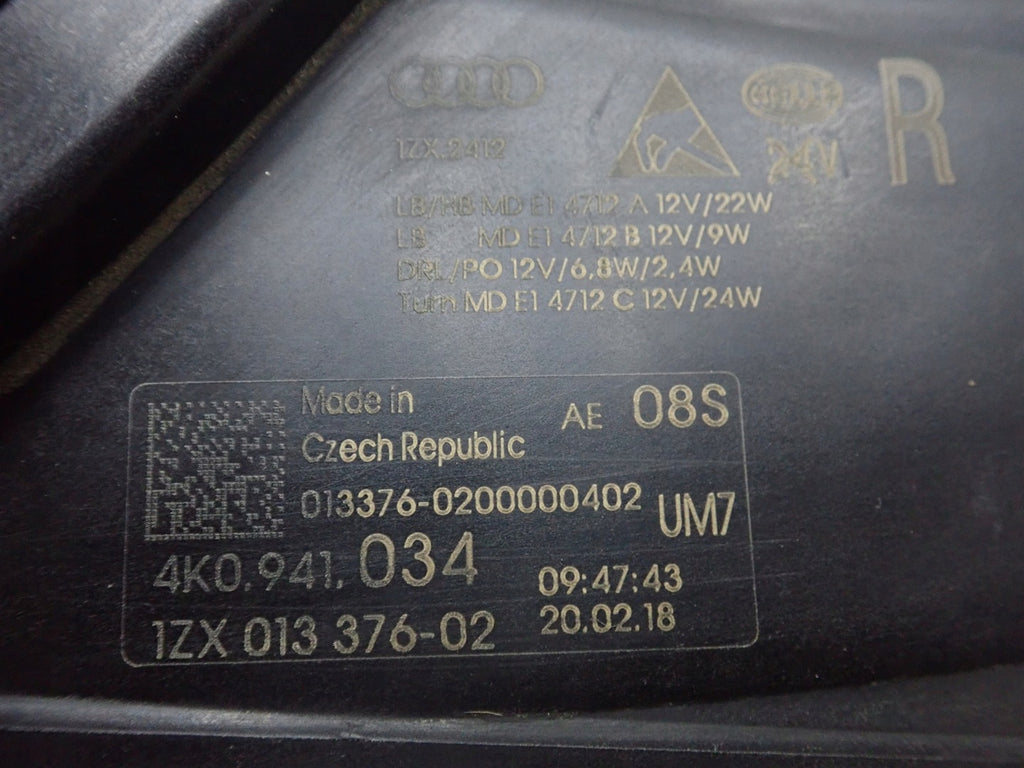 R
1ZX.2412
24V
LB/HB MD E1 4712 A 12V/22W
LB MD E1 4712 B 12V/9W
DRL/PO 12V/6,8W/2,4W
Turn MD E1 4712 C 12V/24W
Made in
Czech Republic
AE 08S
013376-0200000402
UM7
4K0.941.034
09:47:43
1ZX 013 376-02
20.02.18